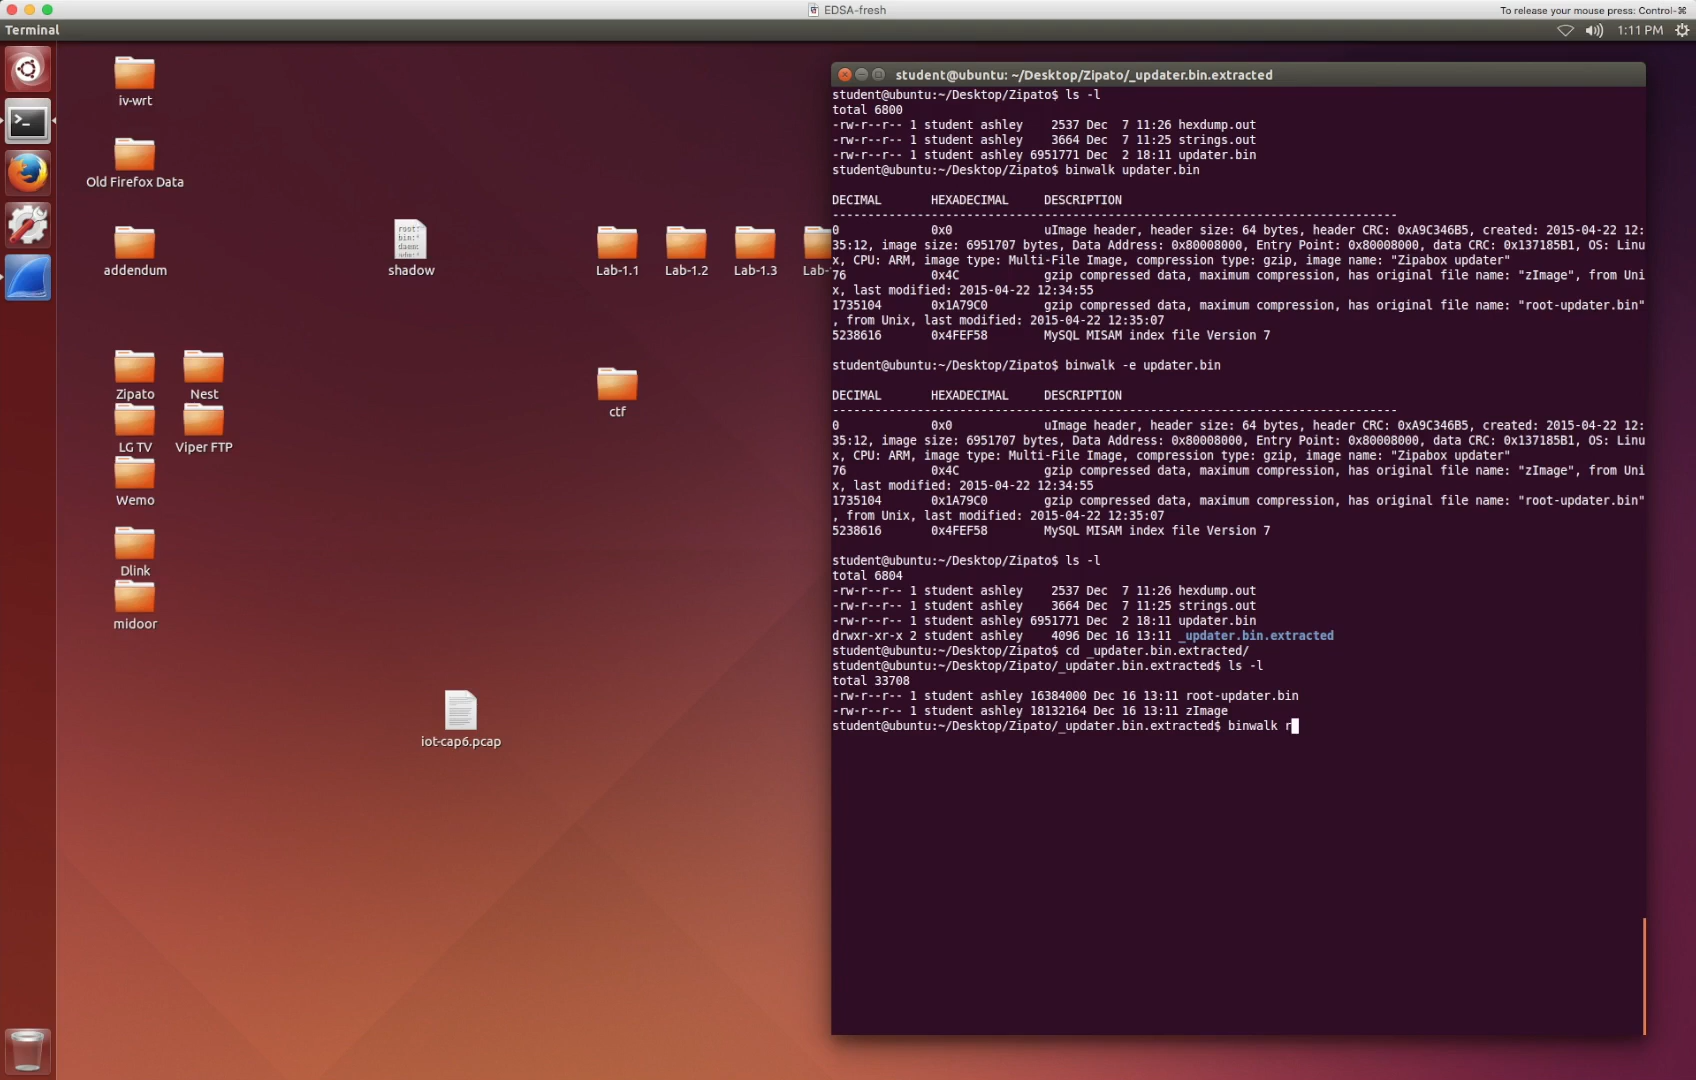 EDSA-fresh
To release your mouse press: Control-⌘
Terminal
1:11 PM
iv-wrt
Old Firefox Data
addendum
root:
bin:*
daem
shadow
Lab-1.1
Lab-1.2
Lab-1.3
Lab-
Zipato
Nest
ctf
LG TV
Viper FTP
Wemo
Dlink
midoor
iot-cap6.pcap
student@ubuntu: ~/Desktop/Zipato/_updater.bin.extracted
student@ubuntu:~/Desktop/Zipato$ ls -l
total 6800
-rw-r--r-- 1 student ashley    2537 Dec  7 11:26 hexdump.out
-rw-r--r-- 1 student ashley    3664 Dec  7 11:25 strings.out
-rw-r--r-- 1 student ashley 6951771 Dec  2 18:11 updater.bin
student@ubuntu:~/Desktop/Zipato$ binwalk updater.bin
DECIMAL       HEXADECIMAL     DESCRIPTION
--------------------------------------------------------------------------------
0             0x0             uImage header, header size: 64 bytes, header CRC: 0xA9C346B5, created: 2015-04-22 12:
35:12, image size: 6951707 bytes, Data Address: 0x80008000, Entry Point: 0x80008000, data CRC: 0x137185B1, OS: Linu
x, CPU: ARM, image type: Multi-File Image, compression type: gzip, image name: "Zipabox updater"
76            0x4C            gzip compressed data, maximum compression, has original file name: "zImage", from Uni
x, last modified: 2015-04-22 12:34:55
1735104       0x1A79C0        gzip compressed data, maximum compression, has original file name: "root-updater.bin"
, from Unix, last modified: 2015-04-22 12:35:07
5238616       0x4FEF58        MySQL MISAM index file Version 7
student@ubuntu:~/Desktop/Zipato$ binwalk -e updater.bin
DECIMAL       HEXADECIMAL     DESCRIPTION
--------------------------------------------------------------------------------
0             0x0             uImage header, header size: 64 bytes, header CRC: 0xA9C346B5, created: 2015-04-22 12:
35:12, image size: 6951707 bytes, Data Address: 0x80008000, Entry Point: 0x80008000, data CRC: 0x137185B1, OS: Linu
x, CPU: ARM, image type: Multi-File Image, compression type: gzip, image name: "Zipabox updater"
76            0x4C            gzip compressed data, maximum compression, has original file name: "zImage", from Uni
x, last modified: 2015-04-22 12:34:55
1735104       0x1A79C0        gzip compressed data, maximum compression, has original file name: "root-updater.bin"
, from Unix, last modified: 2015-04-22 12:35:07
5238616       0x4FEF58        MySQL MISAM index file Version 7
student@ubuntu:~/Desktop/Zipato$ ls -l
total 6804
-rw-r--r-- 1 student ashley    2537 Dec  7 11:26 hexdump.out
-rw-r--r-- 1 student ashley    3664 Dec  7 11:25 strings.out
-rw-r--r-- 1 student ashley 6951771 Dec  2 18:11 updater.bin
drwxr-xr-x 2 student ashley    4096 Dec 16 13:11 _updater.bin.extracted
student@ubuntu:~/Desktop/Zipato$ cd _updater.bin.extracted/
student@ubuntu:~/Desktop/Zipato/_updater.bin.extracted$ ls -l
total 33708
-rw-r--r-- 1 student ashley 16384000 Dec 16 13:11 root-updater.bin
-rw-r--r-- 1 student ashley 18132164 Dec 16 13:11 zImage
student@ubuntu:~/Desktop/Zipato/_updater.bin.extracted$ binwalk r